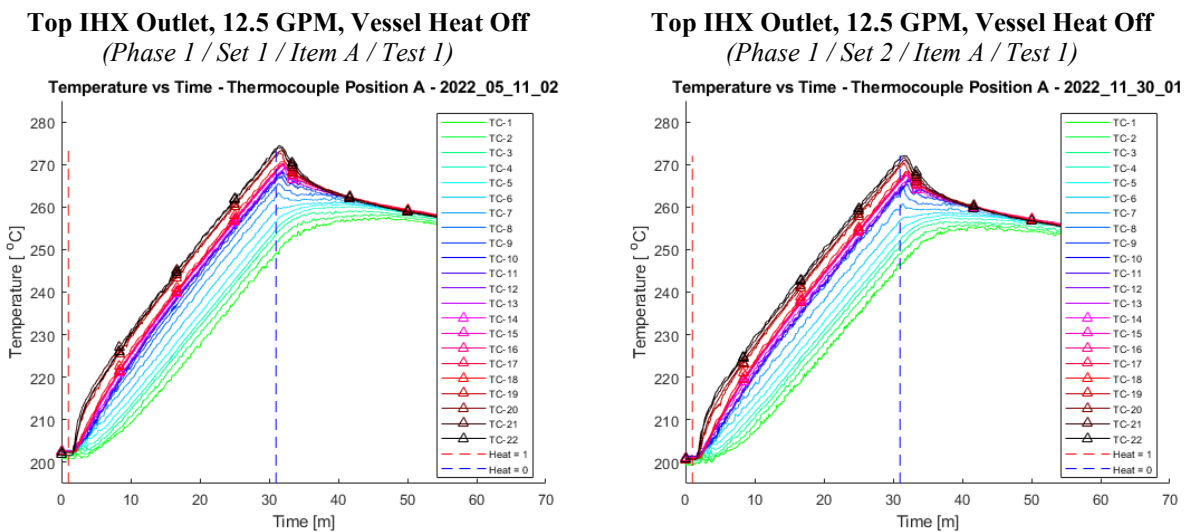 Top IHX Outlet, 12.5 GPM, Vessel Heat Off
(Phase 1 / Set 1 / Item A / Test 1)
Temperature vs Time - Thermocouple Position A - 2022_05_11_02
Temperature [ °C]
280
270
260
250
240
230
220
210
200
0
10
20
30
40
50
60
70
Time [m]
TC-1
TC-2
TC-3
TC-4
TC-5
TC-6
TC-7
TC-8
TC-9
TC-10
TC-11
TC-12
TC-13
TC-14
TC-15
TC-16
TC-17
TC-18
TC-19
TC-20
TC-21
TC-22
Heat = 1
Heat = 0
Top IHX Outlet, 12.5 GPM, Vessel Heat Off
(Phase 1 / Set 2 / Item A / Test 1)
Temperature vs Time - Thermocouple Position A - 2022_11_30_01
Temperature [ °C]
280
270
260
250
240
230
220
210
200
0
10
20
30
40
50
60
70
Time [m]
TC-1
TC-2
TC-3
TC-4
TC-5
TC-6
TC-7
TC-8
TC-9
TC-10
TC-11
TC-12
TC-13
TC-14
TC-15
TC-16
TC-17
TC-18
TC-19
TC-20
TC-21
TC-22
Heat = 1
Heat = 0